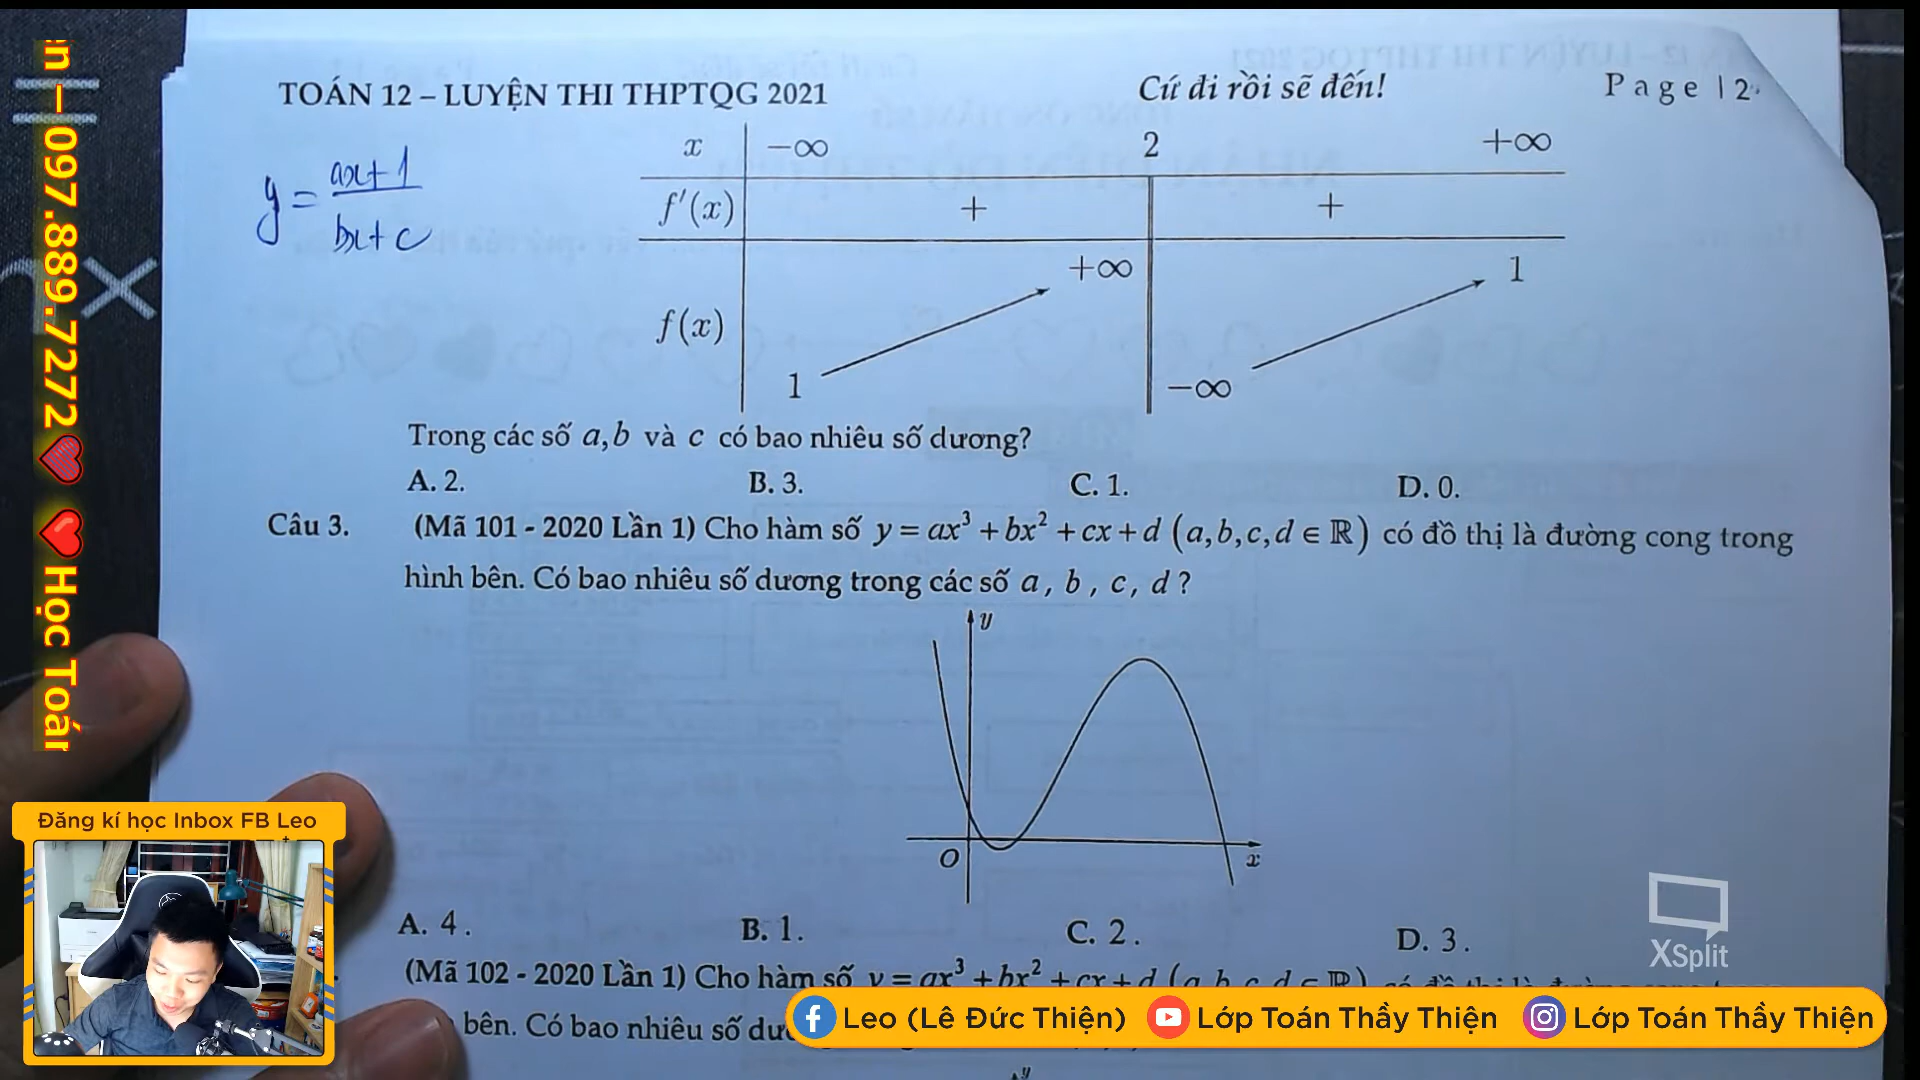 TOÁN 12 – LUYỆN THI THPTQG 2021 Cứ đi rồi sẽ đến! Page | 2
y = (ax+1)/(bx+c)
x −∞ 2 +∞
f'(x) + +
+∞ 1
f(x)
1 −∞
Trong các số a,b và c có bao nhiêu số dương?
A. 2. B. 3. C. 1. D. 0.
Câu 3. (Mã 101 - 2020 Lần 1) Cho hàm số y = ax³ + bx² + cx + d (a,b,c,d ∈ ℝ) có đồ thị là đường cong trong
hình bên. Có bao nhiêu số dương trong các số a, b, c, d?
y
O x
A. 4. B. 1. C. 2. D. 3.
(Mã 102 - 2020 Lần 1) Cho hàm số y = ax³ + bx² + cx + d (a, b, c, d ∈ ℝ)
bên. Có bao nhiêu số
y
–097.889.7272
Học
Đăng kí học Inbox FB Leo
XSplit
Leo (Lê Đức Thiện) Lớp Toán Thầy Thiện Lớp Toán Thầy Thiện